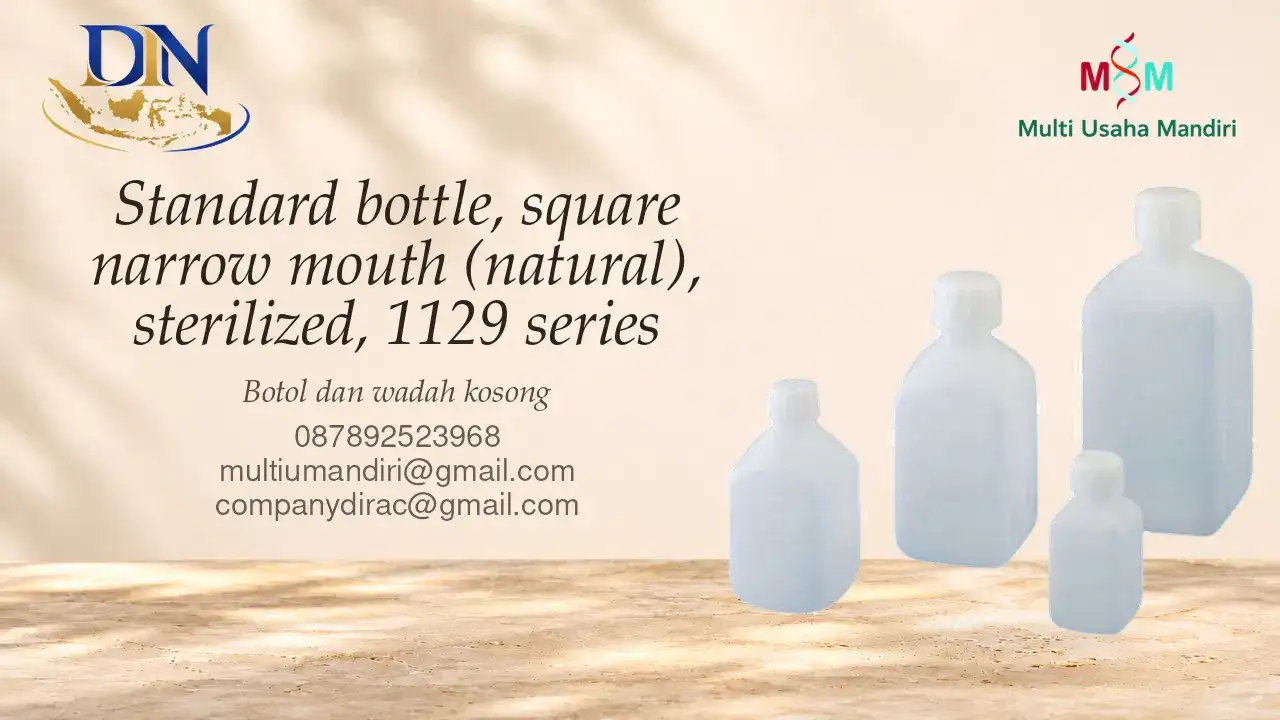 DIN
MSM
Multi Usaha Mandiri
Standard bottle, square
narrow mouth (natural),
sterilized, 1129 series
Botol dan wadah kosong
087892523968
multiumandiri@gmail.com
companydirac@gmail.com